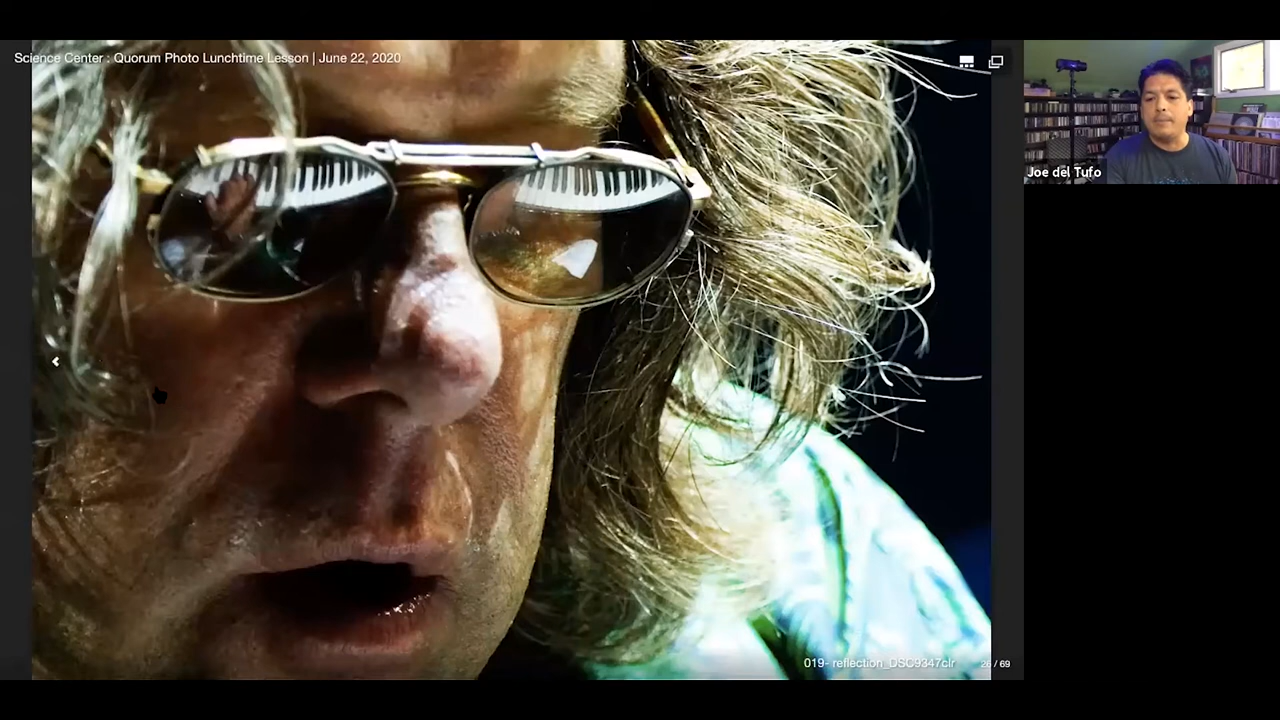 Science Center : Quorum Photo Lunchtime Lesson | June 22, 2020
Joe del Tufo
019- reflection_DSC9347clr
26 / 69